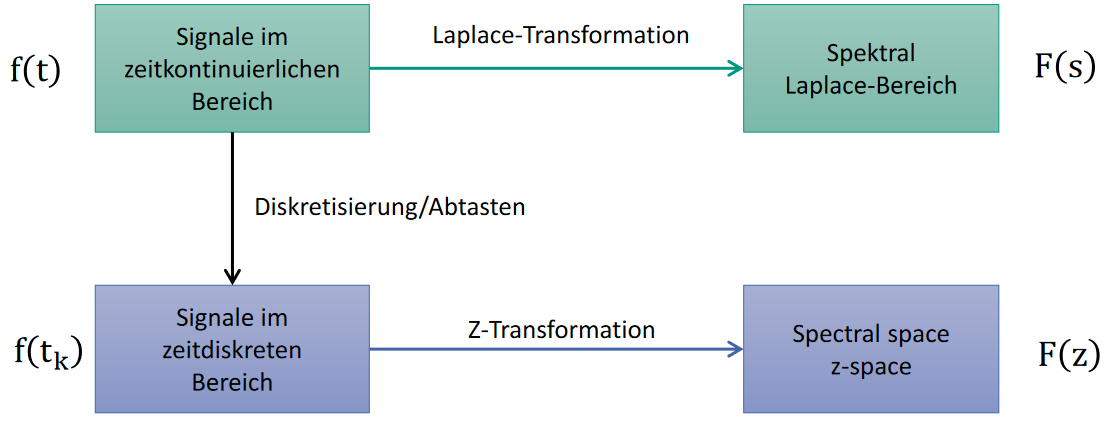 f(t)
Signale im
zeitkontinuierlichen
Bereich
Laplace-Transformation
Spektral
Laplace-Bereich
F(s)
Diskretisierung/Abtasten
f(tₖ)
Signale im
zeitdiskreten
Bereich
Z-Transformation
Spectral space
z-space
F(z)